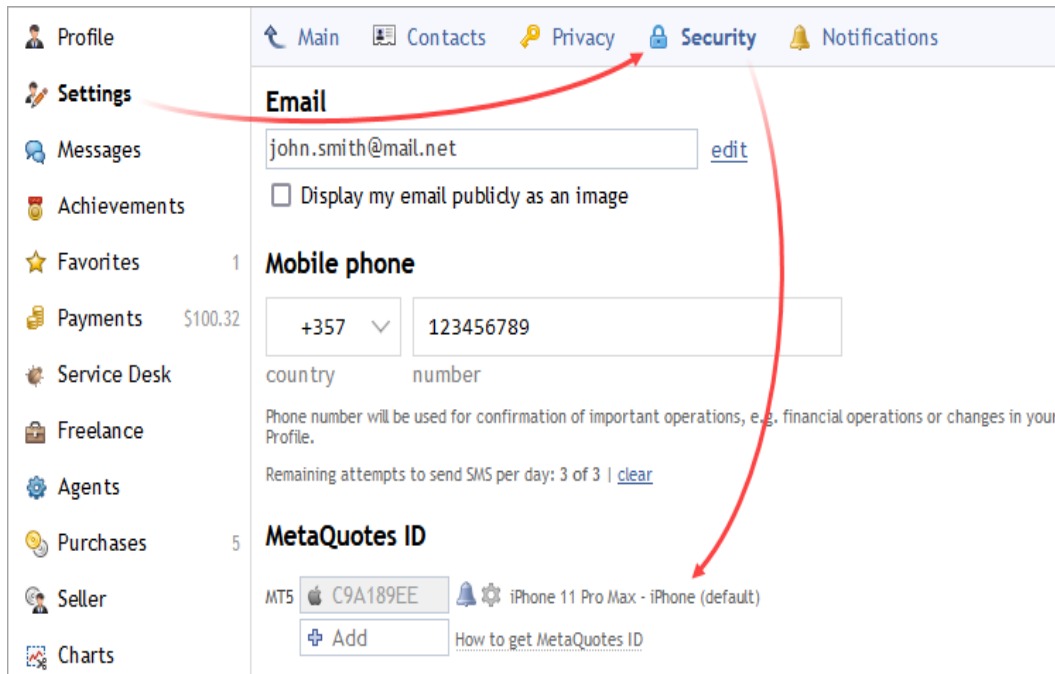 Profile
Settings
Messages
Achievements
Favorites 1
Payments $100.32
Service Desk
Freelance
Agents
Purchases 5
Seller
Charts
Main Contacts Privacy Security Notifications
Email
john.smith@mail.net edit
Display my email publicly as an image
Mobile phone
+357 123456789
country number
Phone number will be used for confirmation of important operations, e.g. financial operations or changes in your
Profile.
Remaining attempts to send SMS per day: 3 of 3 | clear
MetaQuotes ID
MT5 C9A189EE iPhone 11 Pro Max - iPhone (default)
Add How to get MetaQuotes ID